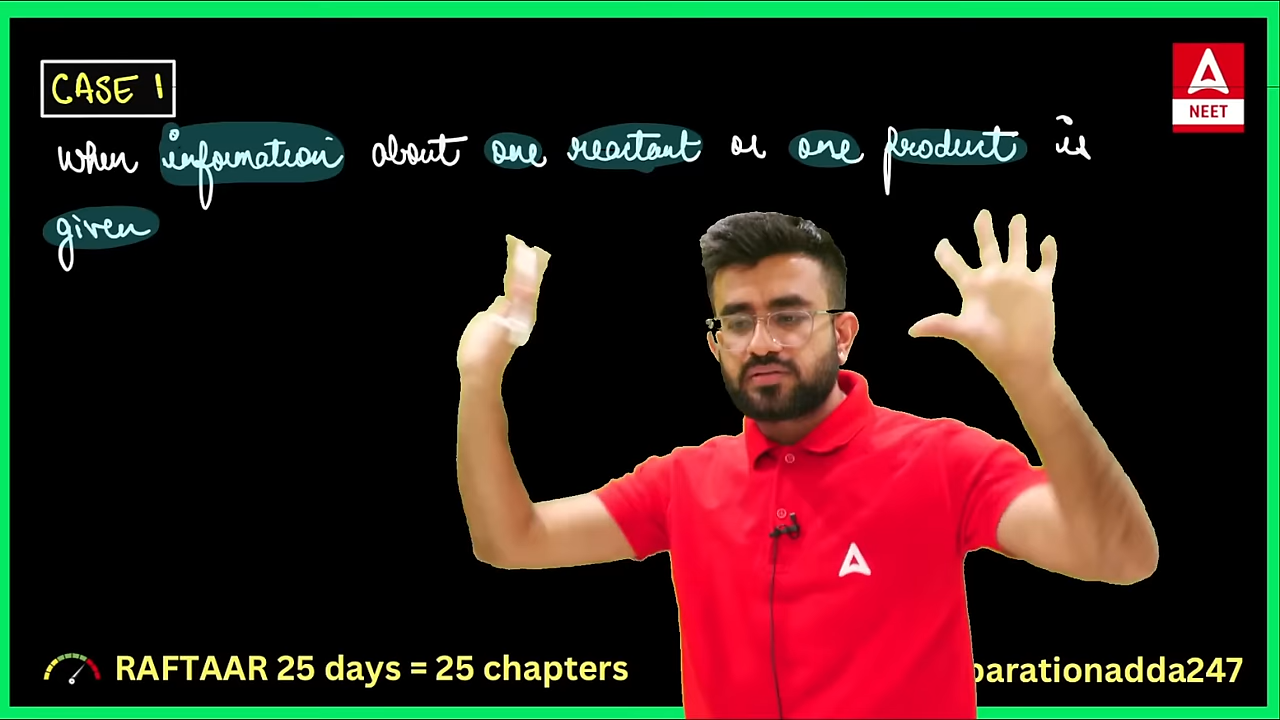 CASE 1
NEET
When information about one reactant or one product is
given
RAFTAAR 25 days = 25 chapters
parationadda247